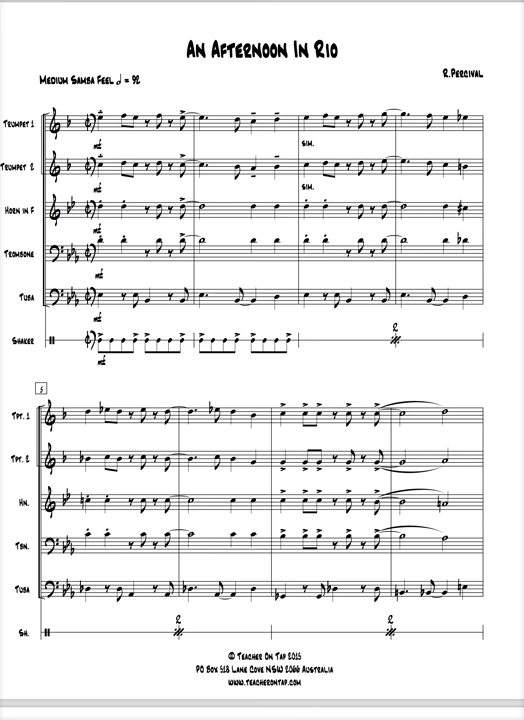 An Afternoon In Rio
Medium Samba Feel = 92
R.Percival
Trumpet 1
mf
sim.
Trumpet 2
mf
sim.
Horn in F
mf
Trombone
mf
Tuba
mf
Shaker
mf
2
5
Tpt. 1
Tpt. 2
Hn.
Tbn.
Tuba
Sh.
2
2
© Teacher On Tap 2015
PO Box 518 Lane Cove NSW 2066 Australia
www.teacherontap.com